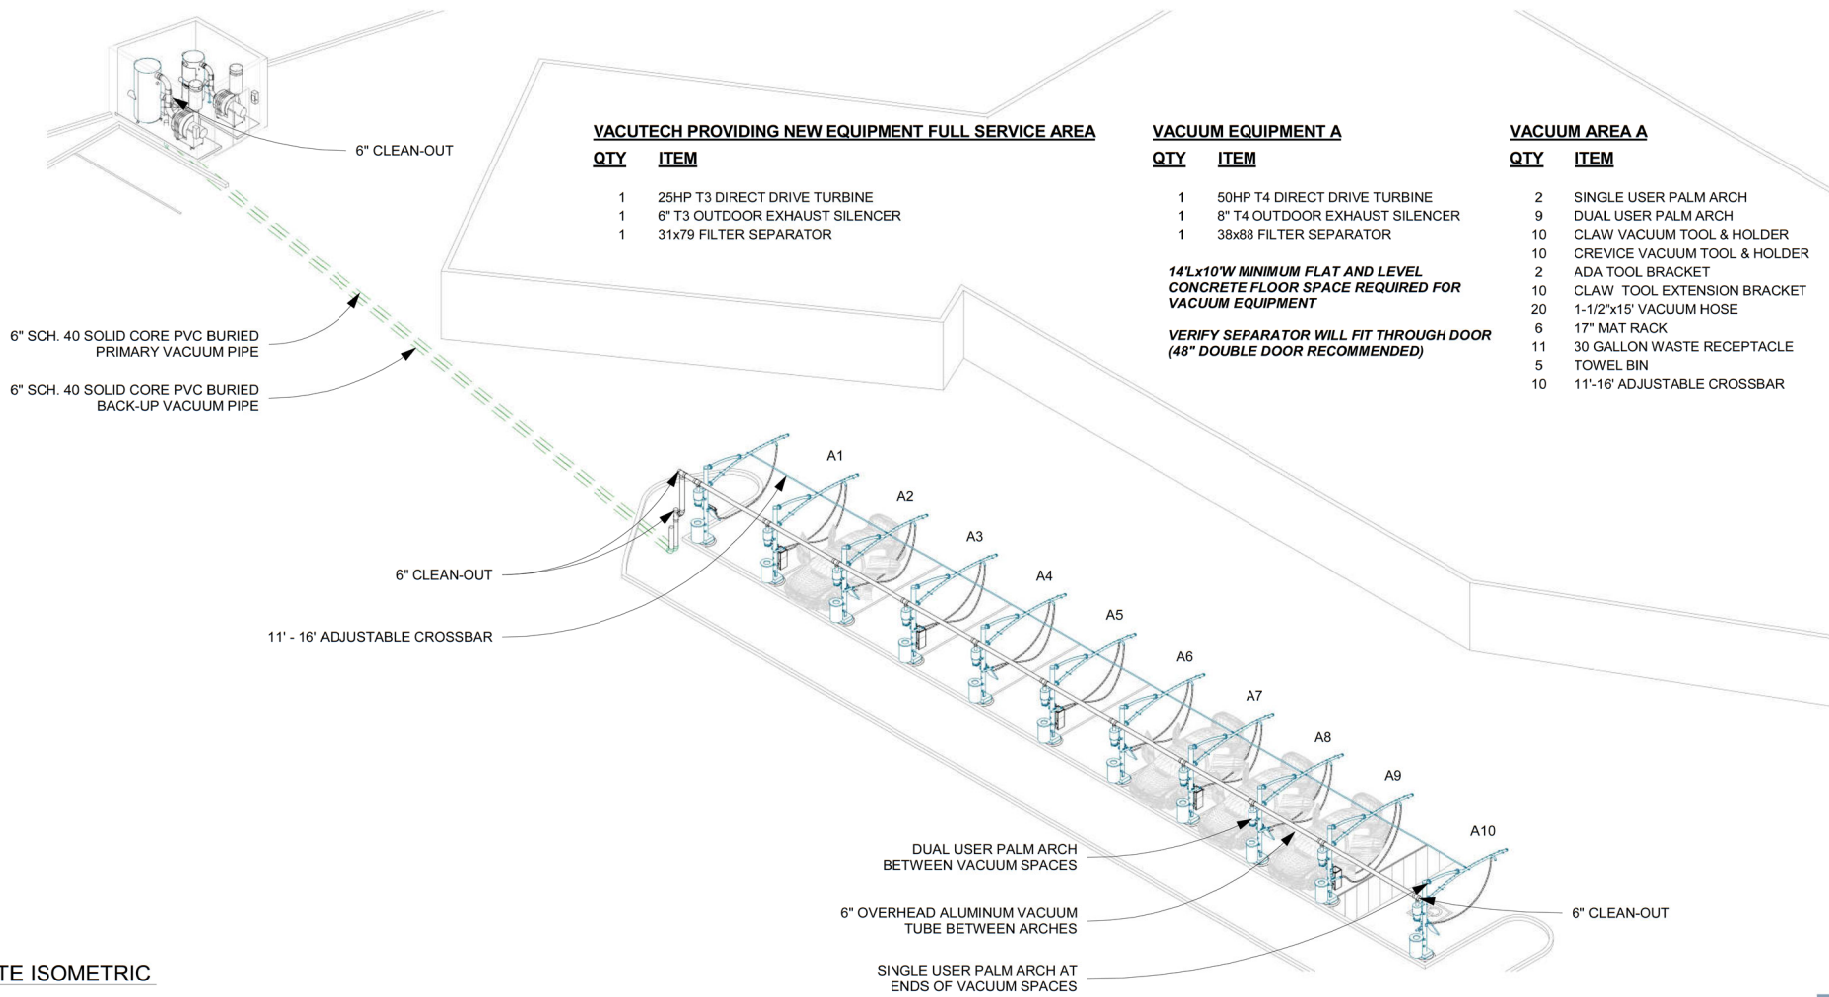 VACUTECH PROVIDING NEW EQUIPMENT FULL SERVICE AREA
QTY ITEM
1 25HP T3 DIRECT DRIVE TURBINE
1 6" T3 OUTDOOR EXHAUST SILENCER
1 31x79 FILTER SEPARATOR
VACUUM EQUIPMENT A
QTY ITEM
1 50HP T4 DIRECT DRIVE TURBINE
1 8" T4 OUTDOOR EXHAUST SILENCER
1 38x88 FILTER SEPARATOR
14'Lx10'W MINIMUM FLAT AND LEVEL
CONCRETE FLOOR SPACE REQUIRED FOR
VACUUM EQUIPMENT
VERIFY SEPARATOR WILL FIT THROUGH DOOR
(48" DOUBLE DOOR RECOMMENDED)
VACUUM AREA A
QTY ITEM
2 SINGLE USER PALM ARCH
9 DUAL USER PALM ARCH
10 CLAW VACUUM TOOL & HOLDER
10 CREVICE VACUUM TOOL & HOLDER
2 ADA TOOL BRACKET
10 CLAW TOOL EXTENSION BRACKET
20 1-1/2"x15' VACUUM HOSE
6 17" MAT RACK
11 30 GALLON WASTE RECEPTACLE
5 TOWEL BIN
10 11'-16' ADJUSTABLE CROSSBAR
6" CLEAN-OUT
6" SCH. 40 SOLID CORE PVC BURIED
PRIMARY VACUUM PIPE
6" SCH. 40 SOLID CORE PVC BURIED
BACK-UP VACUUM PIPE
A1
A2
A3
A4
A5
A6
A7
A8
A9
A10
6" CLEAN-OUT
11' - 16' ADJUSTABLE CROSSBAR
DUAL USER PALM ARCH
BETWEEN VACUUM SPACES
6" OVERHEAD ALUMINUM VACUUM
TUBE BETWEEN ARCHES
6" CLEAN-OUT
SINGLE USER PALM ARCH AT
ENDS OF VACUUM SPACES
TE ISOMETRIC